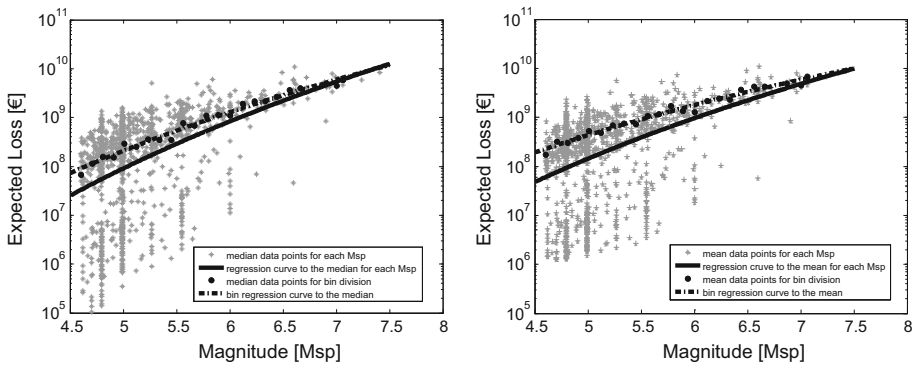 Expected Loss [€]
10^11
10^10
10^9
10^8
10^7
10^6
10^5
4.5 5 5.5 6 6.5 7 7.5 8
Magnitude [Msp]
median data points for each Msp
regression curve to the median for each Msp
median data points for bin division
bin regression curve to the median
Expected Loss [€]
10^11
10^10
10^9
10^8
10^7
10^6
10^5
4.5 5 5.5 6 6.5 7 7.5 8
Magnitude [Msp]
mean data points for each Msp
regression cruve to the mean for each Msp
mean data points for bin division
bin regression curve to the mean